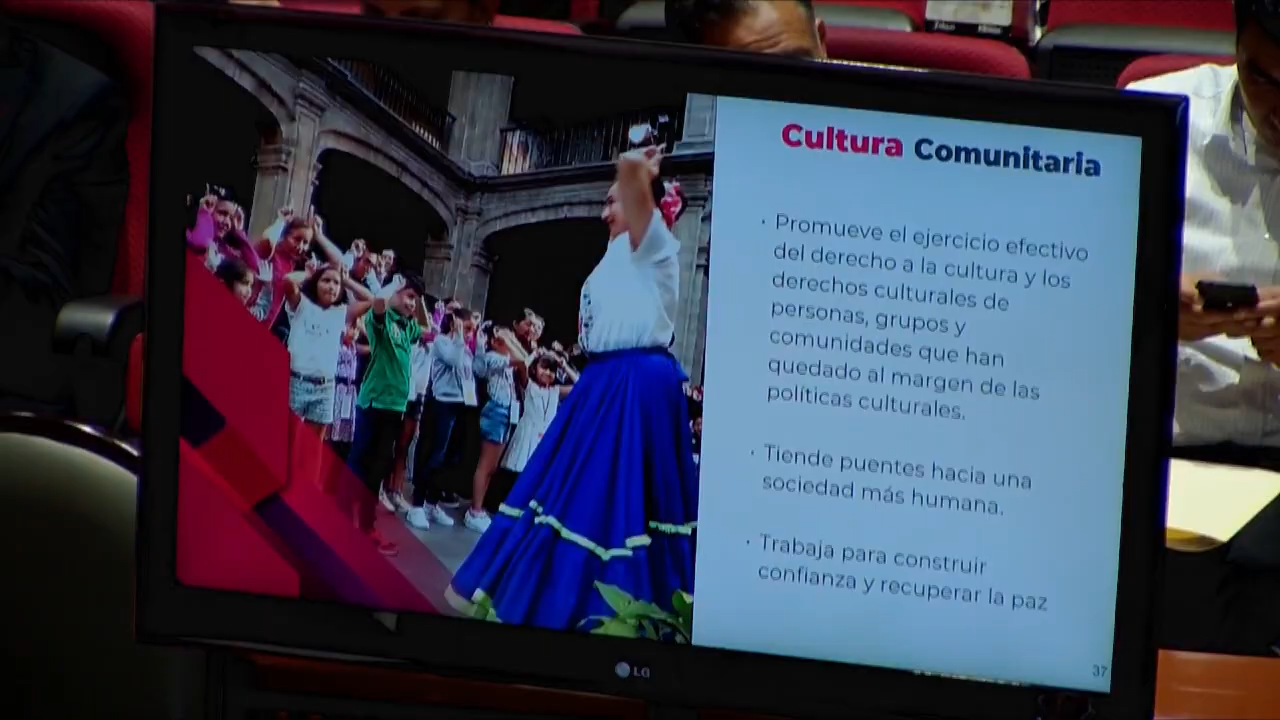 Cultura Comunitaria
· Promueve el ejercicio efectivo
del derecho a la cultura y los
derechos culturales de
personas, grupos y
comunidades que han
quedado al margen de las
políticas culturales.
· Tiende puentes hacia una
sociedad más humana.
· Trabaja para construir
confianza y recuperar la paz
37
LG